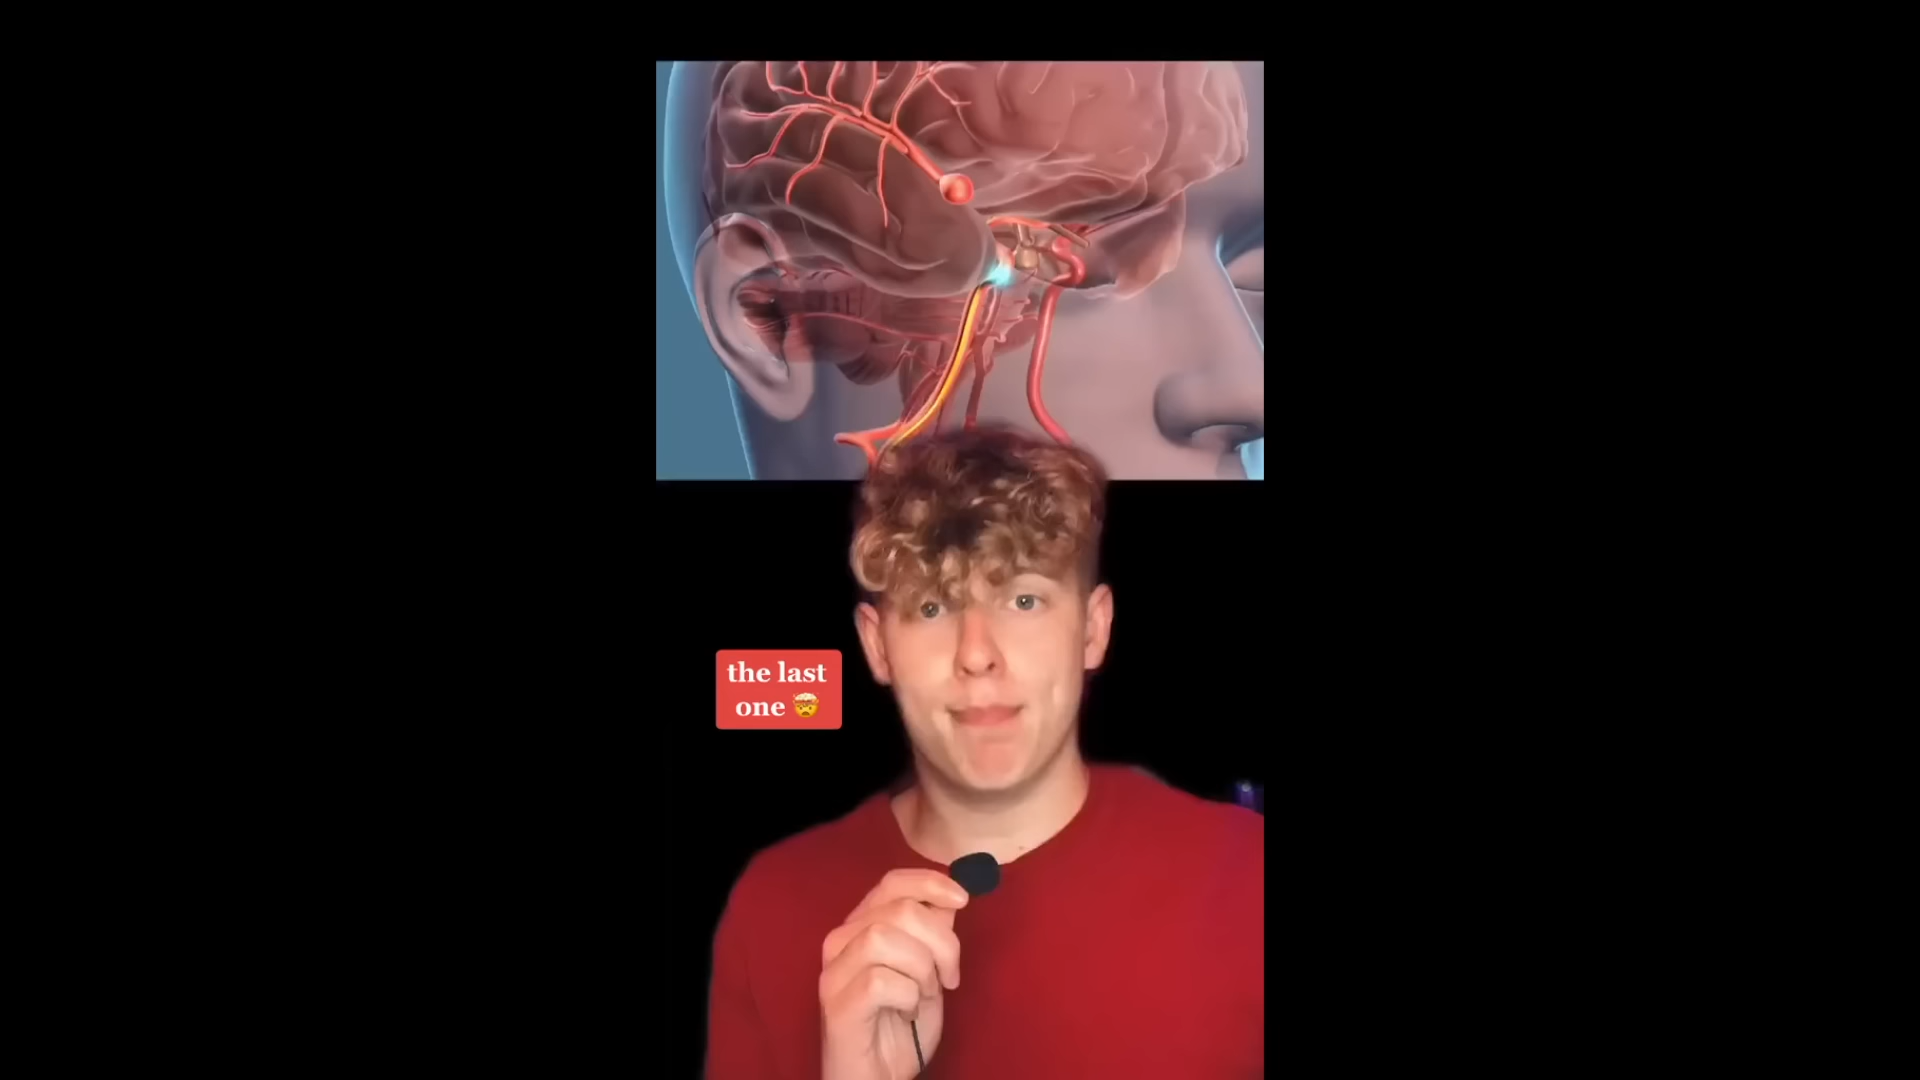 the last
one 🤯